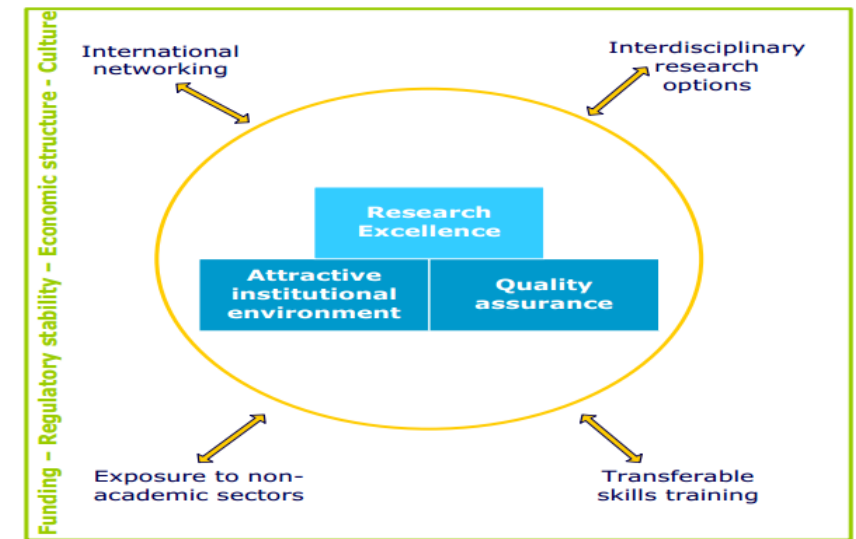 Funding – Regulatory stability – Economic structure - Culture
International
networking
Interdisciplinary
research
options
Research
Excellence
Attractive
institutional
environment
Quality
assurance
Exposure to non-
academic sectors
Transferable
skills training